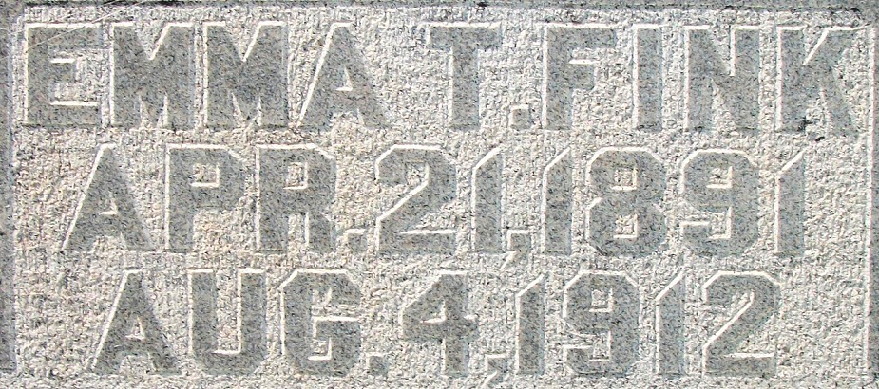 EMMA T. FINK
APR. 21, 1891
AUG. 4, 1912